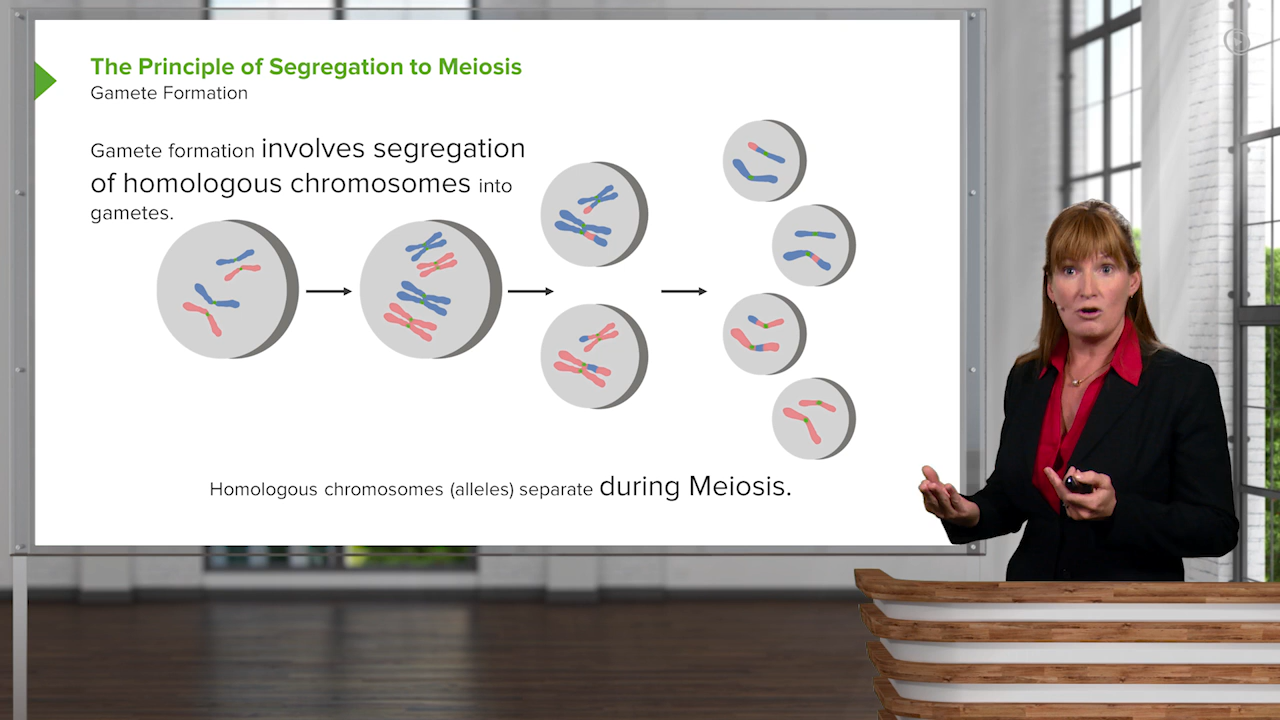 The Principle of Segregation to Meiosis
Gamete Formation
Gamete formation involves segregation
of homologous chromosomes into
gametes.
Homologous chromosomes (alleles) separate during Meiosis.